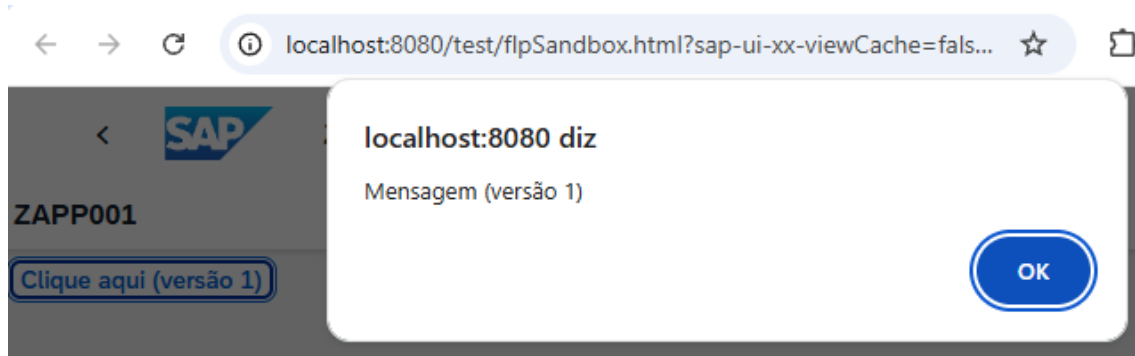 localhost:8080/test/flpSandbox.html?sap-ui-xx-viewCache=fals...
SAP
localhost:8080 diz
Mensagem (versão 1)
ZAPP001
Clique aqui (versão 1)
OK